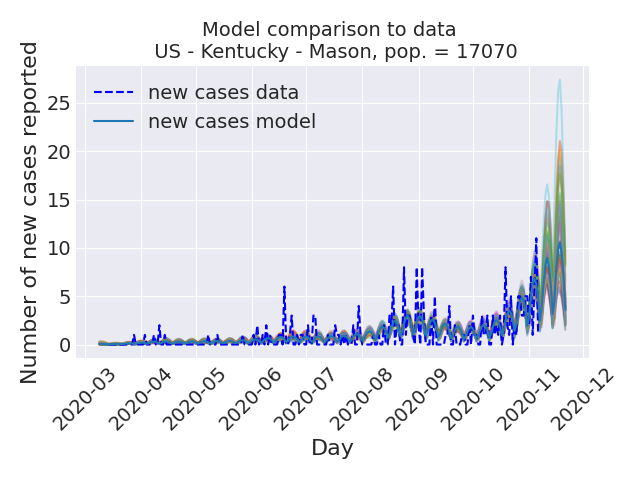 Model comparison to data
US - Kentucky - Mason, pop. = 17070
new cases data
new cases model
Number of new cases reported
25
20
15
10
5
0
2020-03
2020-04
2020-05
2020-06
2020-07
2020-08
2020-09
2020-10
2020-11
2020-12
Day